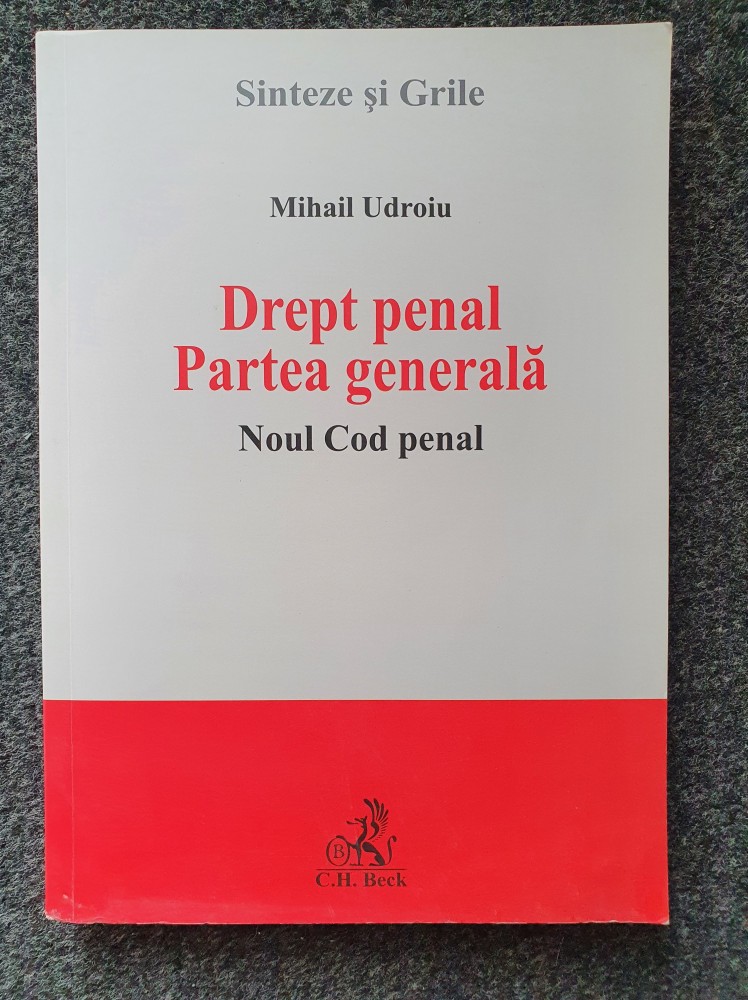 Sinteze şi Grile
Mihail Udroiu
Drept penal
Partea generală
Noul Cod penal
B
C.H. Beck